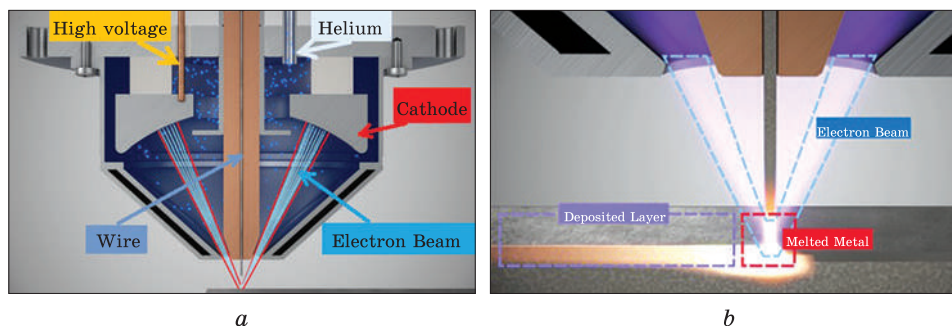 High voltage
Helium
Cathode
Wire
Electron Beam
Electron Beam
Deposited Layer
Melted Metal
a
b